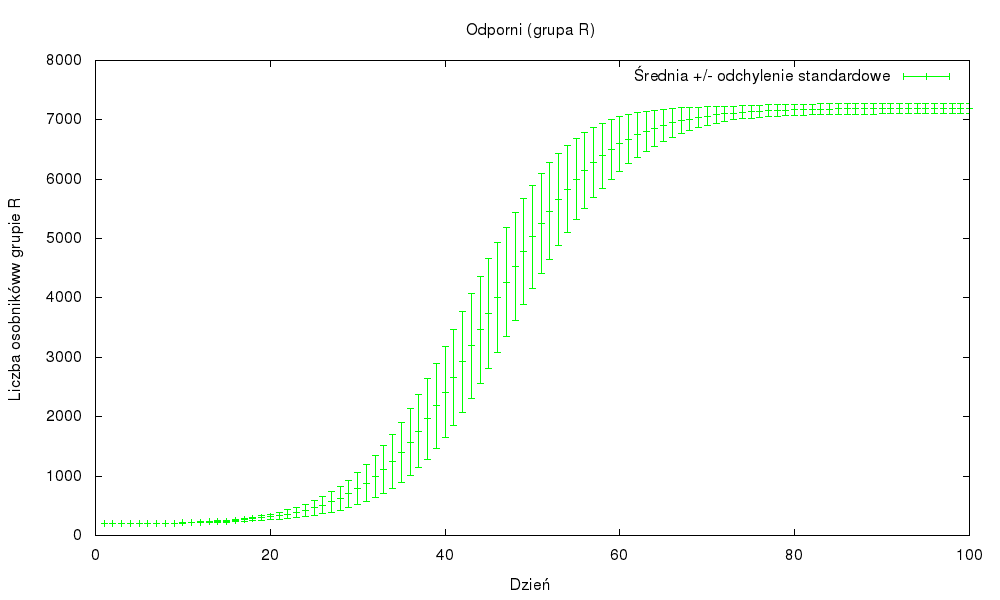 Odporni (grupa R)
Średnia +/- odchylenie standardowe
8000
7000
6000
5000
4000
3000
2000
1000
0
Liczba osobnikóww grupie R
0 20 40 60 80 100
Dzień